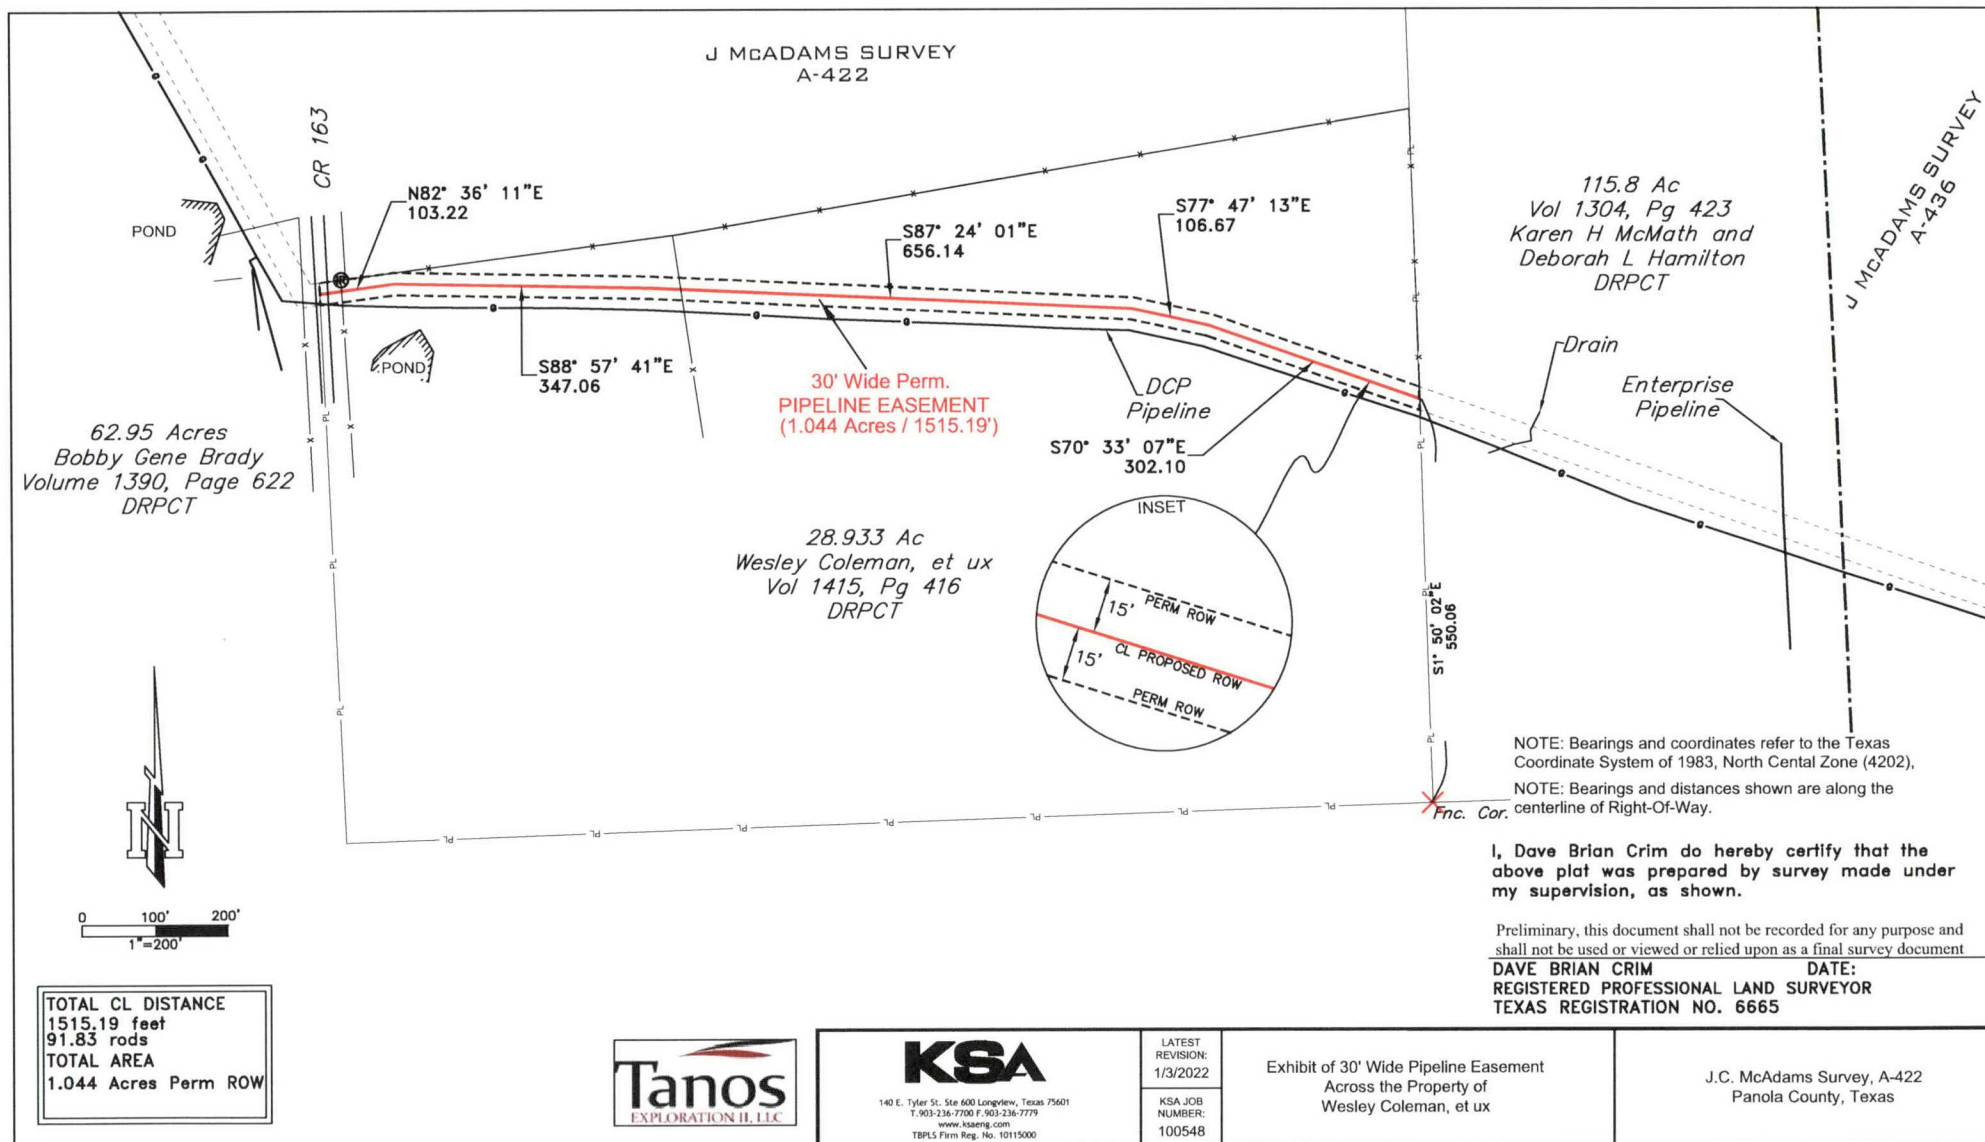 J McADAMS SURVEY
A-422
CR 163
POND
N82° 36' 11"E
103.22
S87° 24' 01"E
656.14
S77° 47' 13"E
106.67
115.8 Ac
Vol 1304, Pg 423
Karen H McMath and
Deborah L Hamilton
DRPCT
J McADAMS SURVEY
A-436
POND
S88° 57' 41"E
347.06
30' Wide Perm.
PIPELINE EASEMENT
(1.044 Acres / 1515.19')
DCP
Pipeline
Drain
Enterprise
Pipeline
S70° 33' 07"E
302.10
62.95 Acres
Bobby Gene Brady
Volume 1390, Page 622
DRPCT
28.933 Ac
Wesley Coleman, et ux
Vol 1415, Pg 416
DRPCT
INSET
15'
PERM ROW
15'
CL PROPOSED ROW
PERM ROW
S1° 50' 02"E
550.06
Fnc. Cor.
NOTE: Bearings and coordinates refer to the Texas
Coordinate System of 1983, North Cental Zone (4202),
NOTE: Bearings and distances shown are along the
centerline of Right-Of-Way.
I, Dave Brian Crim do hereby certify that the
above plat was prepared by survey made under
my supervision, as shown.
Preliminary, this document shall not be recorded for any purpose and
shall not be used or viewed or relied upon as a final survey document
DAVE BRIAN CRIM DATE:
REGISTERED PROFESSIONAL LAND SURVEYOR
TEXAS REGISTRATION NO. 6665
N
0 100' 200'
1"=200'
TOTAL CL DISTANCE
1515.19 feet
91.83 rods
TOTAL AREA
1.044 Acres Perm ROW
Tanos
EXPLORATION II, LLC
KSA
140 E. Tyler St. Ste 600 Longview, Texas 75601
T.903-236-7700 F.903-236-7779
www.ksaeng.com
TBPLS Firm Reg. No. 10115000
LATEST
REVISION:
1/3/2022
KSA JOB
NUMBER:
100548
Exhibit of 30' Wide Pipeline Easement
Across the Property of
Wesley Coleman, et ux
J.C. McAdams Survey, A-422
Panola County, Texas